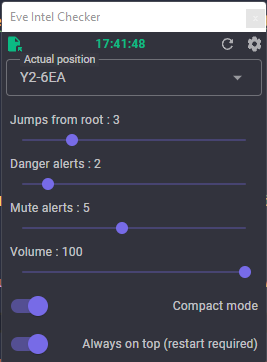 Eve Intel Checker
17:41:48
Actual position
Y2-6EA
Jumps from root : 3
Danger alerts : 2
Mute alerts : 5
Volume : 100
Compact mode
Always on top (restart required)